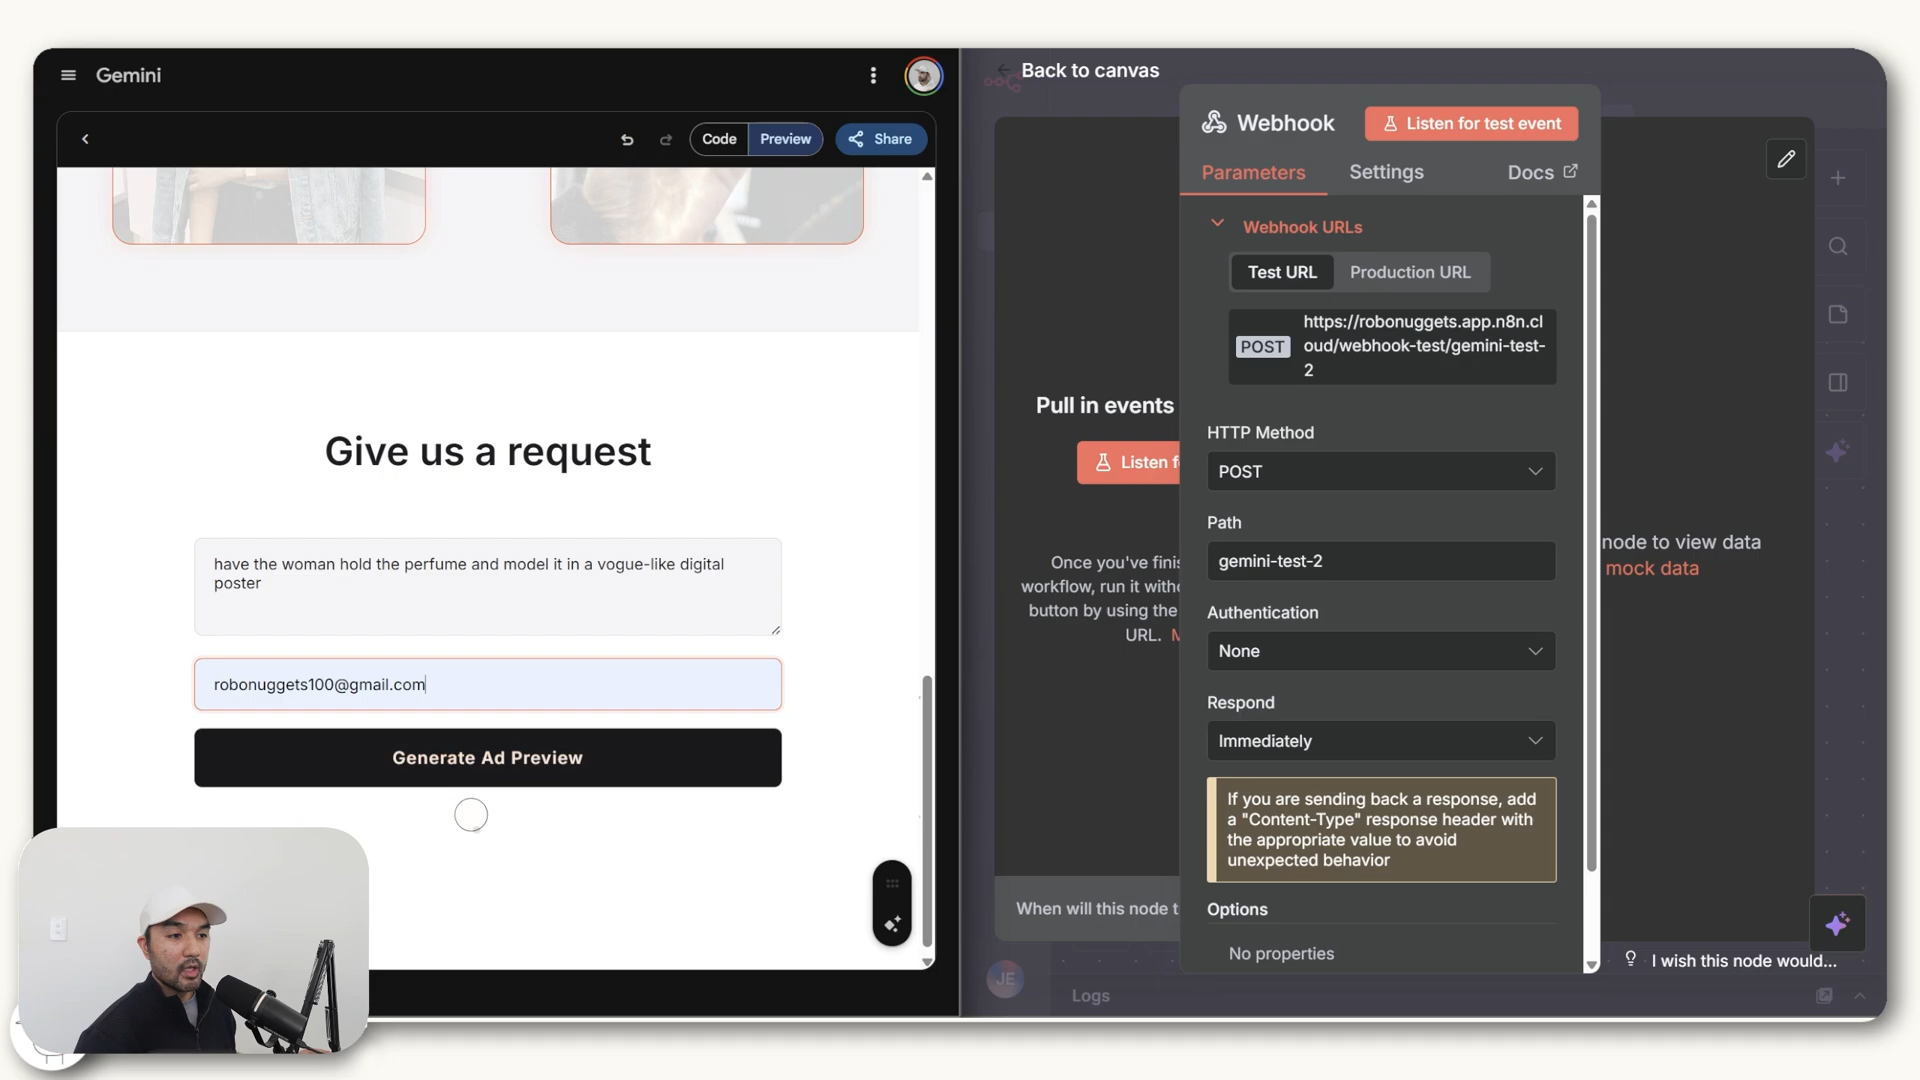 Gemini
Code
Preview
Share
Give us a request
have the woman hold the perfume and model it in a vogue-like digital
poster
robonuggets100@gmail.com
Generate Ad Preview
Back to canvas
Pull in events
Listen f
Once you've finis
workflow, run it with
button by using the
URL. M
When will this node t
Webhook
Listen for test event
Parameters
Settings
Docs
Webhook URLs
Test URL
Production URL
POST
https://robonuggets.app.n8n.cl
oud/webhook-test/gemini-test-
2
HTTP Method
POST
Path
gemini-test-2
Authentication
None
Respond
Immediately
If you are sending back a response, add
a "Content-Type" response header with
the appropriate value to avoid
unexpected behavior
Options
No properties
node to view data
mock data
I wish this node would...
JE
Logs